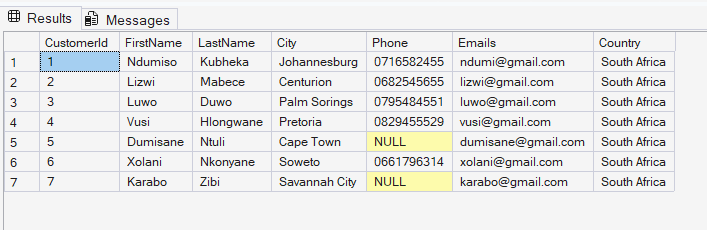 Results Messages
CustomerId FirstName LastName City Phone Emails Country
1 1 Ndumiso Kubheka Johannesburg 0716582455 ndumi@gmail.com South Africa
2 2 Lizwi Mabece Centurion 0682545655 lizwi@gmail.com South Africa
3 3 Luwo Duwo Palm Sorings 0795484551 luwo@gmail.com South Africa
4 4 Vusi Hlongwane Pretoria 0829455529 vusi@gmail.com South Africa
5 5 Dumisane Ntuli Cape Town NULL dumisane@gmail.com South Africa
6 6 Xolani Nkonyane Soweto 0661796314 xolani@gmail.com South Africa
7 7 Karabo Zibi Savannah City NULL karabo@gmail.com South Africa